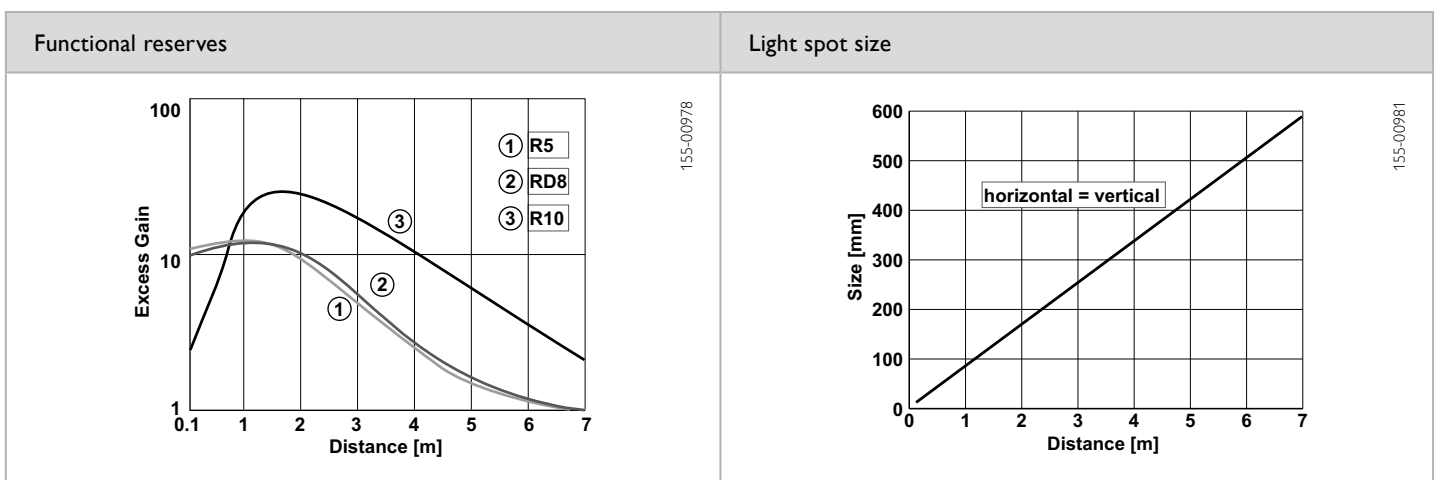 Functional reserves
Light spot size
100
10
1
Excess Gain
0.1 1 2 3 4 5 6 7
Distance [m]
1 R5
2 RD8
3 R10
3
2
1
155-00978
600
500
400
300
200
100
0
Size [mm]
horizontal = vertical
0 1 2 3 4 5 6 7
Distance [m]
155-00981